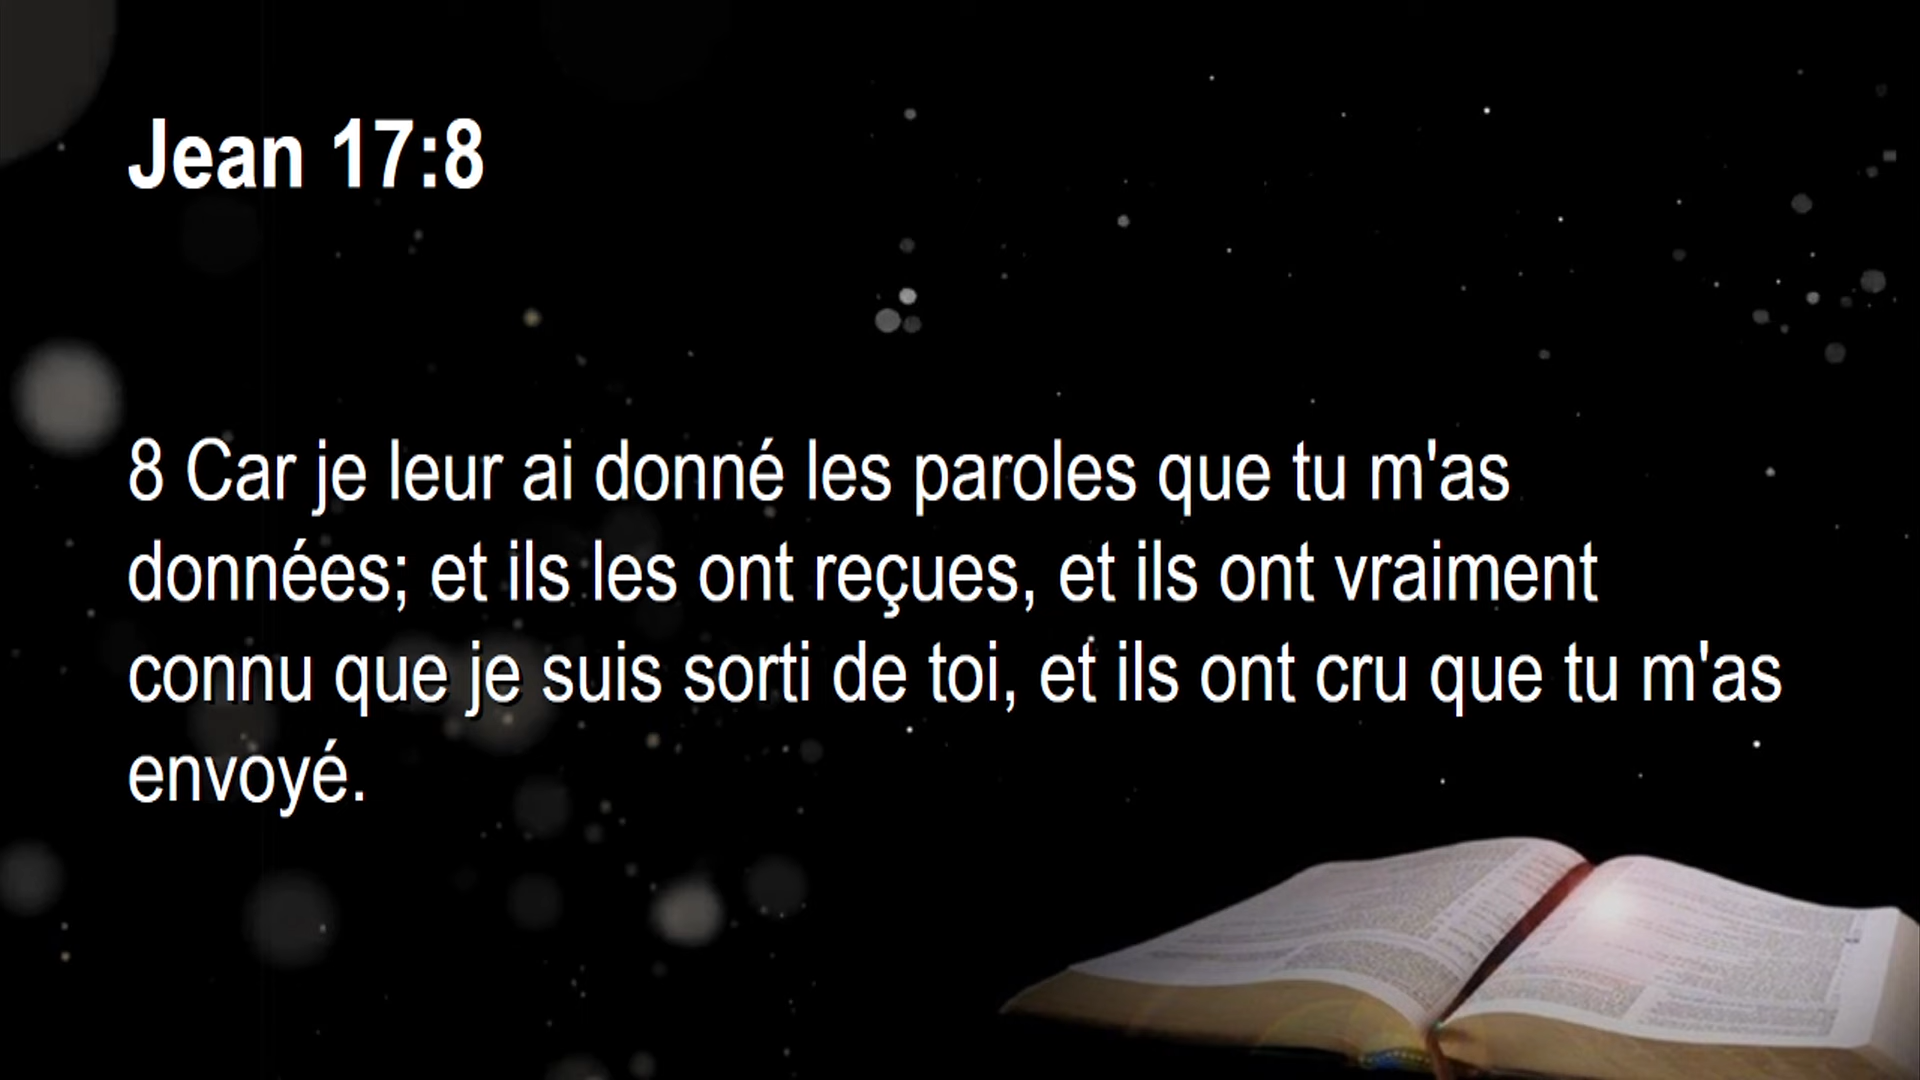 Jean 17:8
8 Car je leur ai donné les paroles que tu m'as
données; et ils les ont reçues, et ils ont vraiment
connu que je suis sorti de toi, et ils ont cru que tu m'as
envoyé.